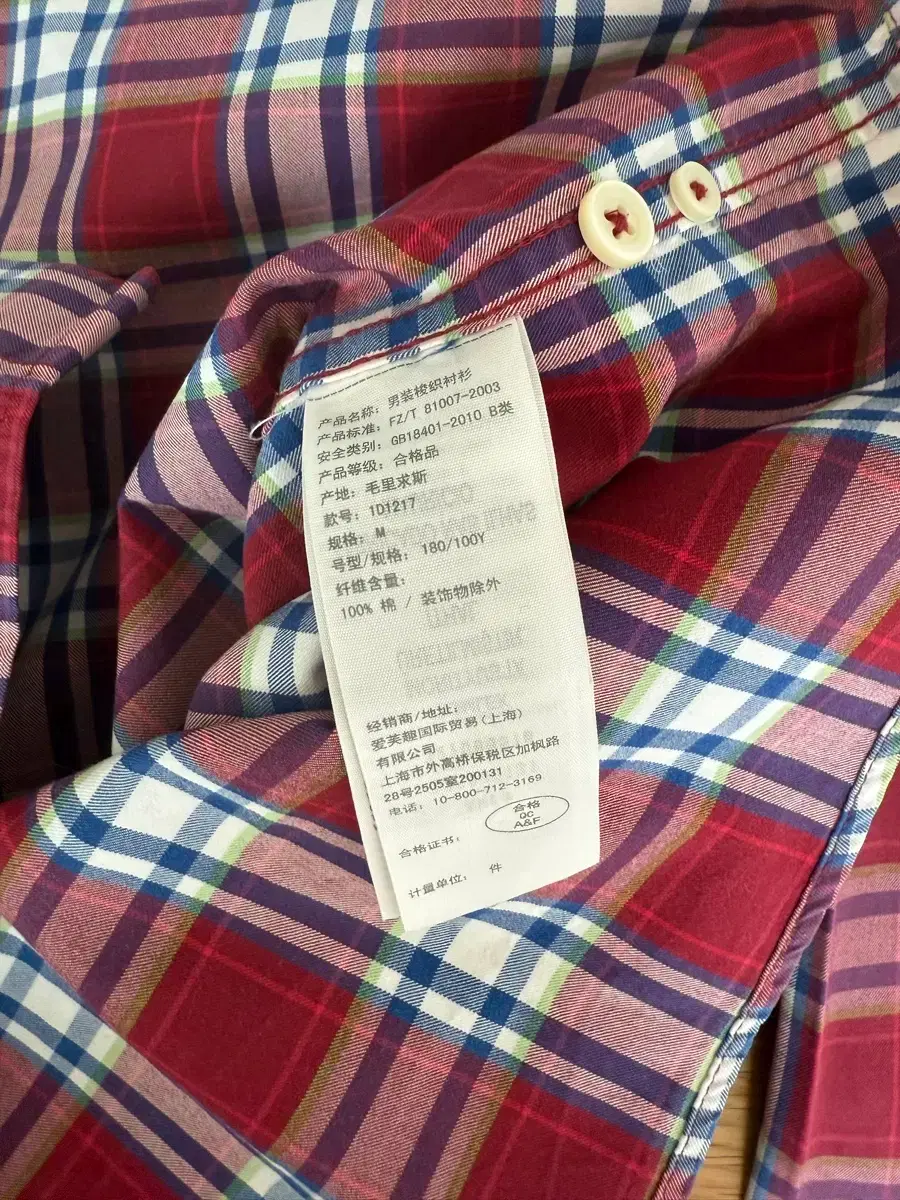 产品名称: 男装梭织衬衫
产品标准: FZ/T 81007-2003
安全类别: GB18401-2010 B类
产品等级: 合格品
产地: 毛里求斯
款号: 1D1217
规格: M
号型/规格: 180/100Y
纤维含量:
100% 棉 / 装饰物除外
经销商/地址:
爱芙趣国际贸易(上海)
有限公司
上海市外高桥保税区加枫路
28号2505室200131
电话: 10-800-712-3169
合格证书: 合格
QC
A&F
计量单位: 件